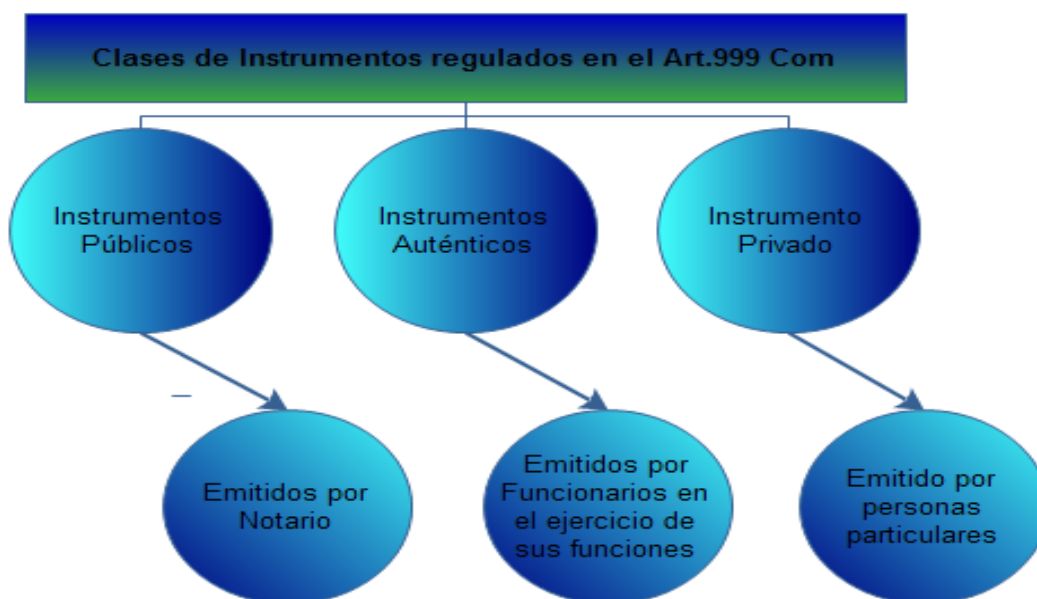 Clases de Instrumentos regulados en el Art.999 Com
Instrumentos
Públicos
Instrumentos
Auténticos
Instrumento
Privado
Emitidos por
Notario
Emitidos por
Funcionarios en
el ejercicio de
sus funciones
Emitido por
personas
particulares